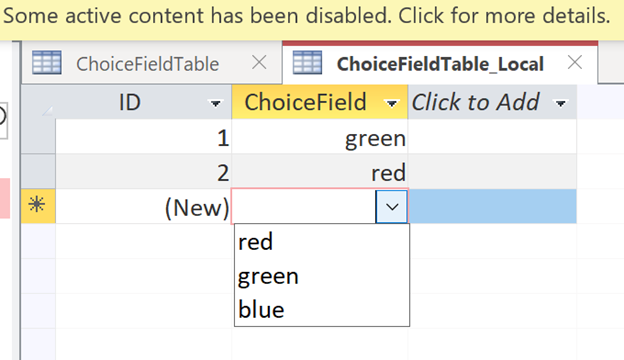 Some active content has been disabled. Click for more details.
ChoiceFieldTable ChoiceFieldTable_Local
ID ChoiceField Click to Add
1 green
2 red
(New)
red
green
blue